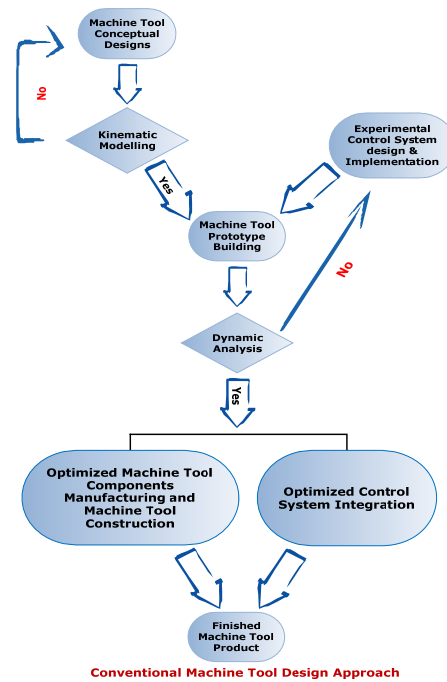 Machine Tool
Conceptual
Designs
No
Kinematic
Modelling
Experimental
Control System
design &
Implementation
Yes
Machine Tool
Prototype
Building
No
Dynamic
Analysis
Yes
Optimized Machine Tool
Components
Manufacturing and
Machine Tool
Construction
Optimized Control
System Integration
Finished
Machine Tool
Product
Conventional Machine Tool Design Approach